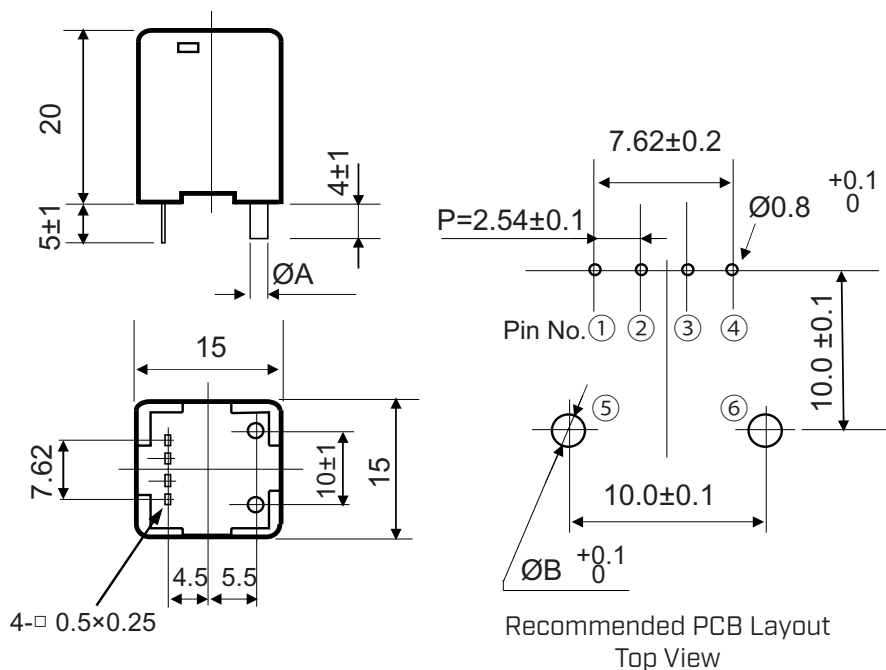 20
5±1
4±1
ØA
15
7.62
10±1
15
4.5
5.5
4-□ 0.5×0.25
7.62±0.2
P=2.54±0.1
Ø0.8 +0.1
0
Pin No. ① ② ③ ④
10.0 ±0.1
⑤ ⑥
10.0±0.1
ØB +0.1
0
Recommended PCB Layout
Top View